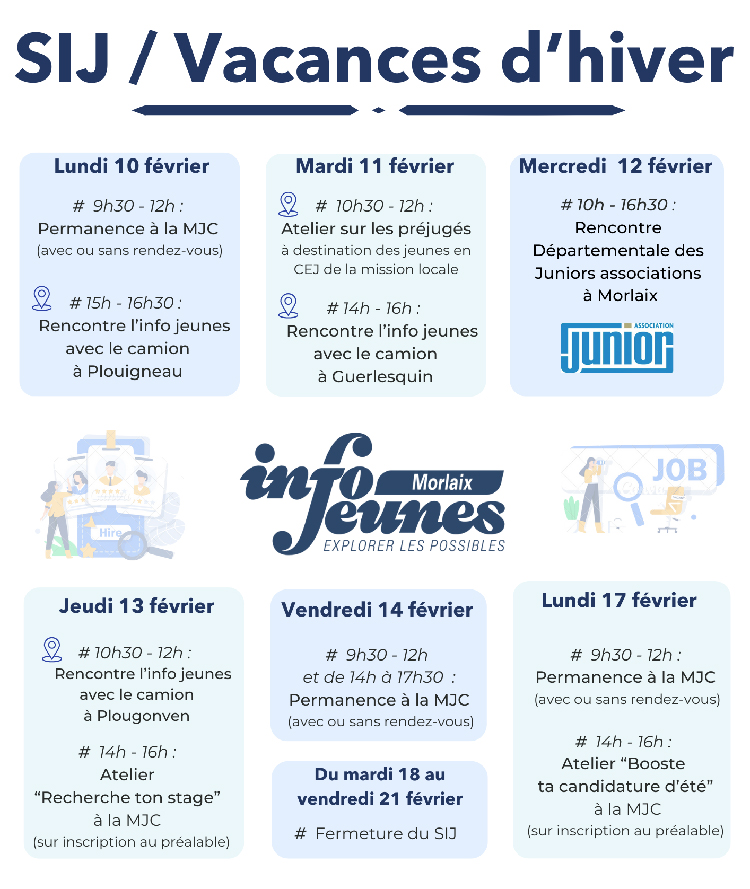 SIJ / Vacances d’hiver
Lundi 10 février
# 9h30 - 12h :
Permanence à la MJC
(avec ou sans rendez-vous)
# 15h - 16h30 :
Rencontre l’info jeunes
avec le camion
à Plouigneau
Mardi 11 février
# 10h30 - 12h :
Atelier sur les préjugés
à destination des jeunes en
CEJ de la mission locale
# 14h - 16h :
Rencontre l’info jeunes
avec le camion
à Guerlesquin
Mercredi 12 février
# 10h - 16h30 :
Rencontre
Départementale des
Juniors associations
à Morlaix
ASSOCIATION
Junior
Hire
info Morlaix
Jeunes
EXPLORER LES POSSIBLES
JOB
Jeudi 13 février
# 10h30 - 12h :
Rencontre l’info jeunes
avec le camion
à Plougonven
# 14h - 16h :
Atelier
“Recherche ton stage”
à la MJC
(sur inscription au préalable)
Vendredi 14 février
# 9h30 - 12h
et de 14h à 17h30 :
Permanence à la MJC
(avec ou sans rendez-vous)
Du mardi 18 au
vendredi 21 février
# Fermeture du SIJ
Lundi 17 février
# 9h30 - 12h :
Permanence à la MJC
(avec ou sans rendez-vous)
# 14h - 16h :
Atelier “Booste
ta candidature d’été”
à la MJC
(sur inscription au préalable)